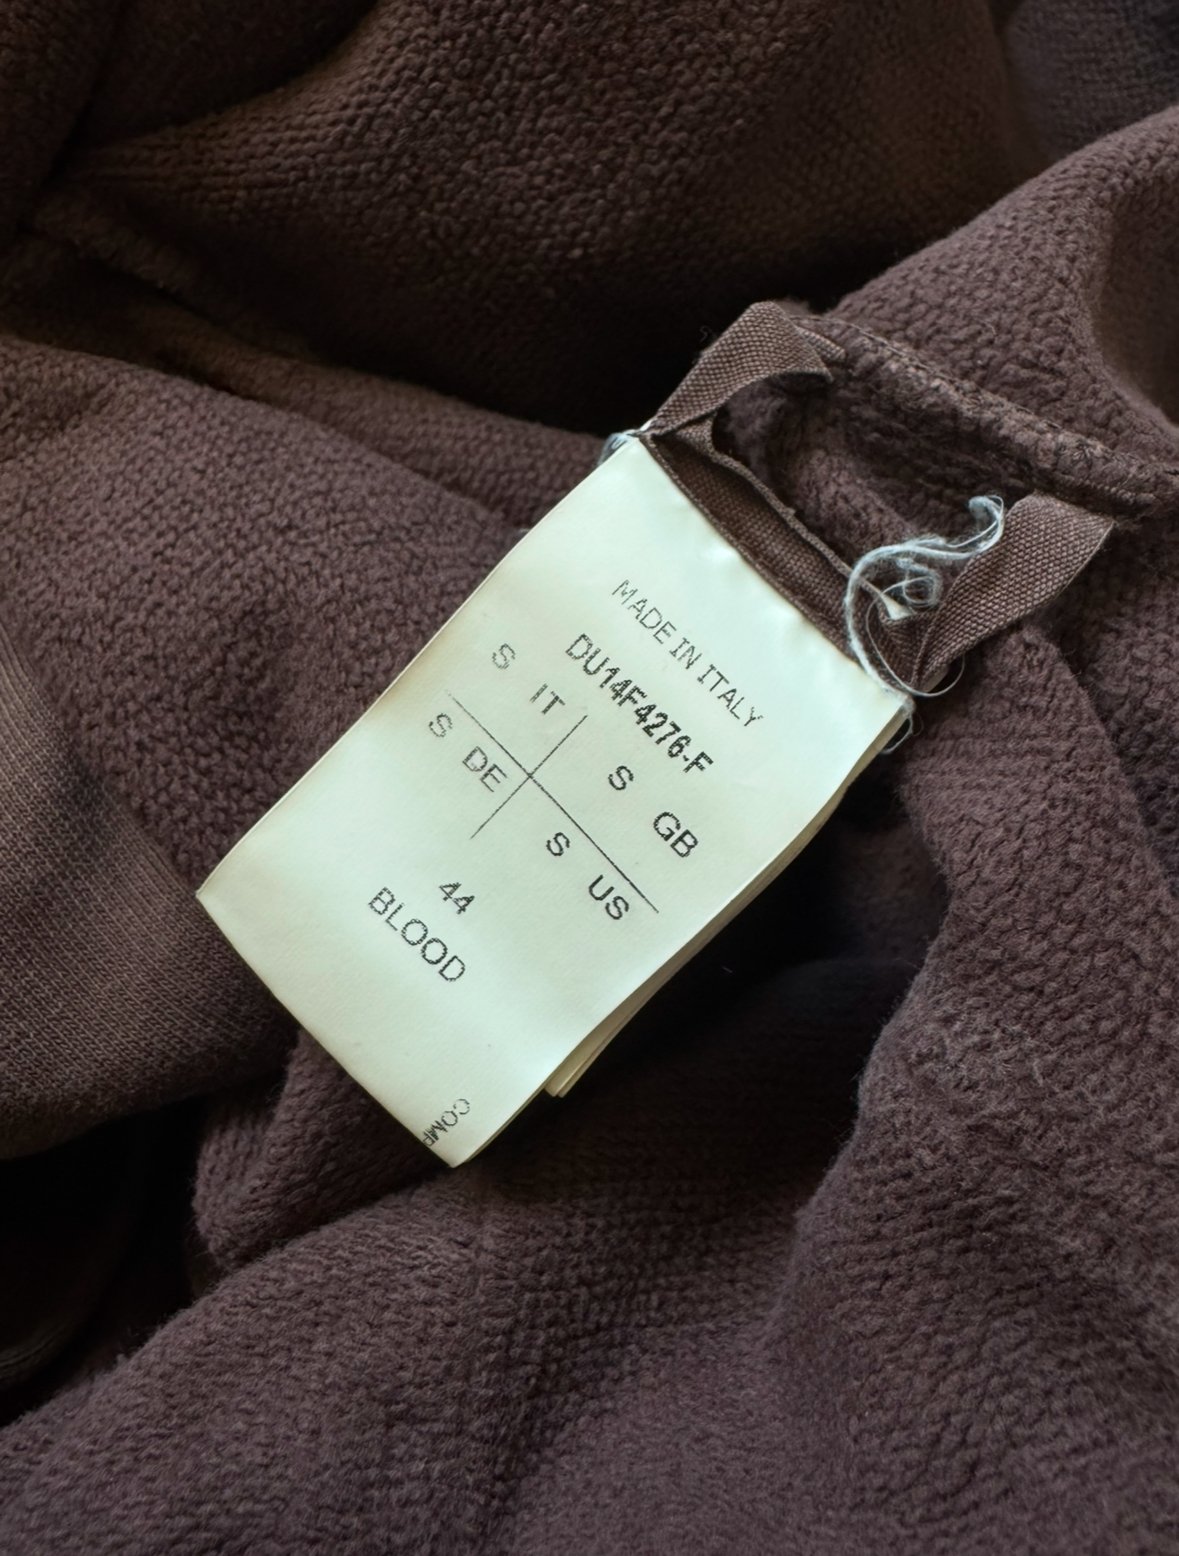 MADE IN ITALY
DU14F4276-F
S IT S GB
S DE S US
44
BLOOD
COMP